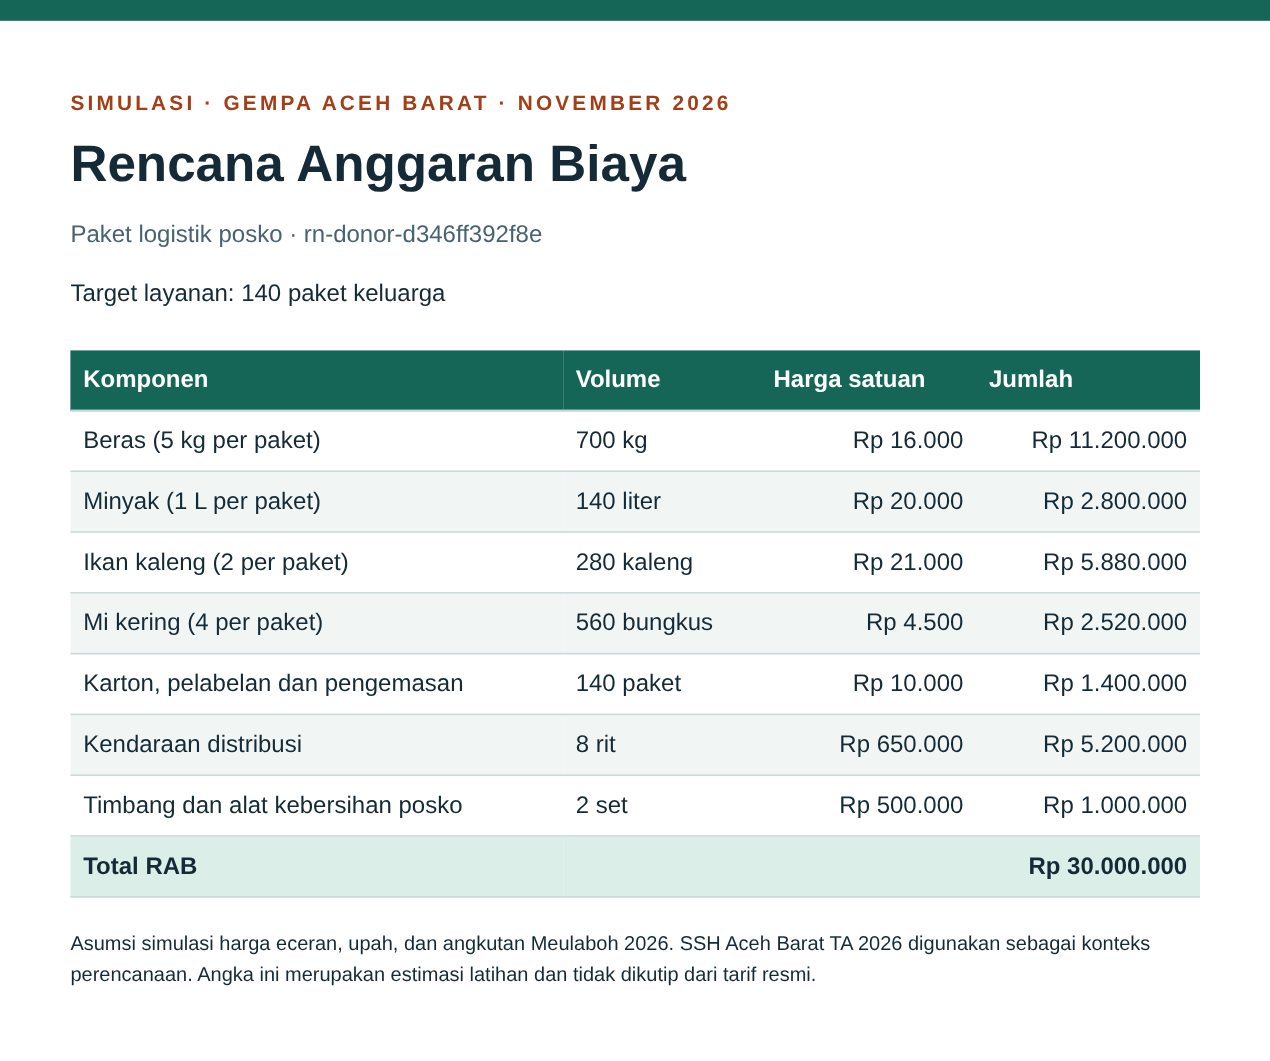 SIMULASI · GEMPA ACEH BARAT · NOVEMBER 2026
Rencana Anggaran Biaya
Paket logistik posko · rn-donor-d346ff392f8e
Target layanan: 140 paket keluarga
Komponen Volume Harga satuan Jumlah
Beras (5 kg per paket) 700 kg Rp 16.000 Rp 11.200.000
Minyak (1 L per paket) 140 liter Rp 20.000 Rp 2.800.000
Ikan kaleng (2 per paket) 280 kaleng Rp 21.000 Rp 5.880.000
Mi kering (4 per paket) 560 bungkus Rp 4.500 Rp 2.520.000
Karton, pelabelan dan pengemasan 140 paket Rp 10.000 Rp 1.400.000
Kendaraan distribusi 8 rit Rp 650.000 Rp 5.200.000
Timbang dan alat kebersihan posko 2 set Rp 500.000 Rp 1.000.000
Total RAB Rp 30.000.000
Asumsi simulasi harga eceran, upah, dan angkutan Meulaboh 2026. SSH Aceh Barat TA 2026 digunakan sebagai konteks
perencanaan. Angka ini merupakan estimasi latihan dan tidak dikutip dari tarif resmi.